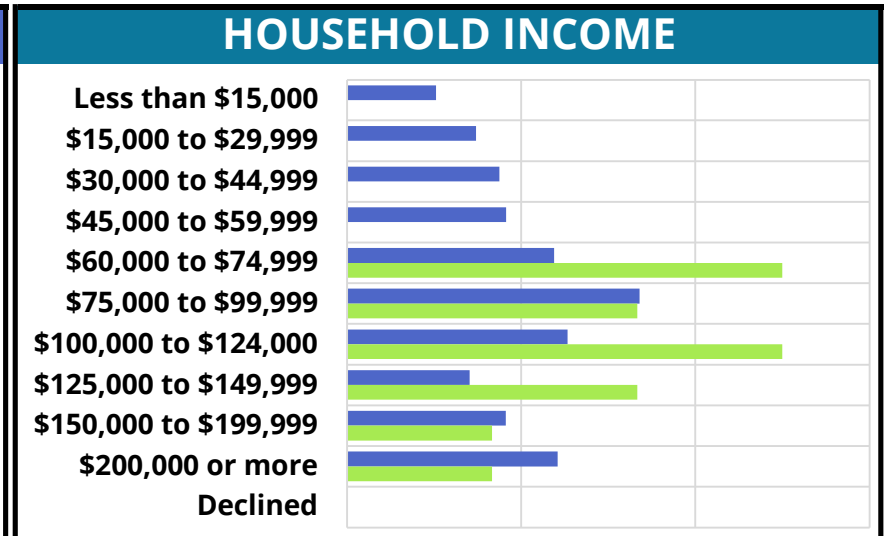 HOUSEHOLD INCOME
Less than $15,000
$15,000 to $29,999
$30,000 to $44,999
$45,000 to $59,999
$60,000 to $74,999
$75,000 to $99,999
$100,000 to $124,000
$125,000 to $149,999
$150,000 to $199,999
$200,000 or more
Declined